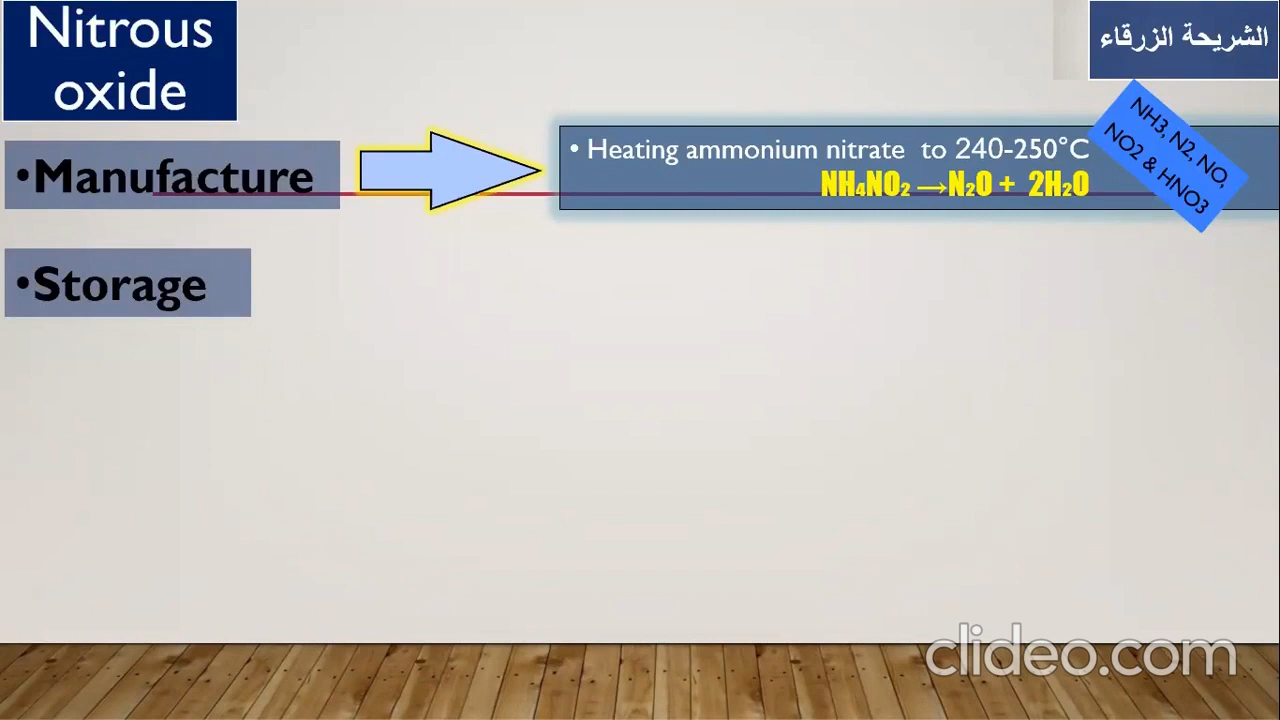 Nitrous
oxide
الشريحة الزرقاء
•Manufacture
• Heating ammonium nitrate to 240-250°C
NH₄NO₂ →N₂O + 2H₂O
NH3, N2, NO,
NO2 & HNO3
•Storage
clideo.com